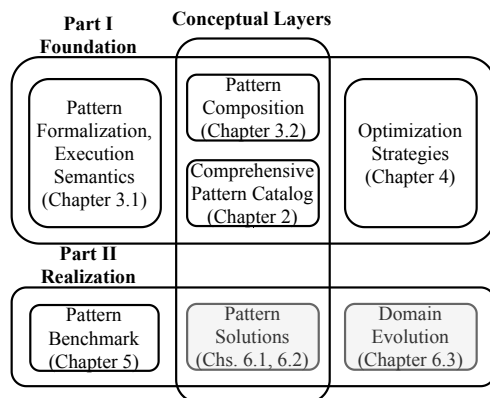 Conceptual Layers
Part I
Foundation
Pattern
Formalization,
Execution
Semantics
(Chapter 3.1)
Pattern
Composition
(Chapter 3.2)
Comprehensive
Pattern Catalog
(Chapter 2)
Optimization
Strategies
(Chapter 4)
Part II
Realization
Pattern
Benchmark
(Chapter 5)
Pattern
Solutions
(Chs. 6.1, 6.2)
Domain
Evolution
(Chapter 6.3)